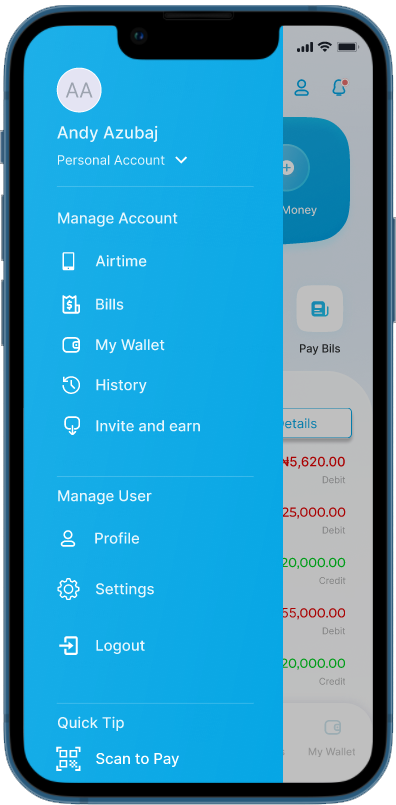 AA
Andy Azubaj
Personal Account
Manage Account
Airtime
Bills
My Wallet
History
Invite and earn
Manage User
Profile
Settings
Logout
Quick Tip
Scan to Pay
Money
Pay Bils
₦5,620.00
Debit
25,000.00
Debit
20,000.00
Credit
55,000.00
Debit
20,000.00
Credit
My Wallet